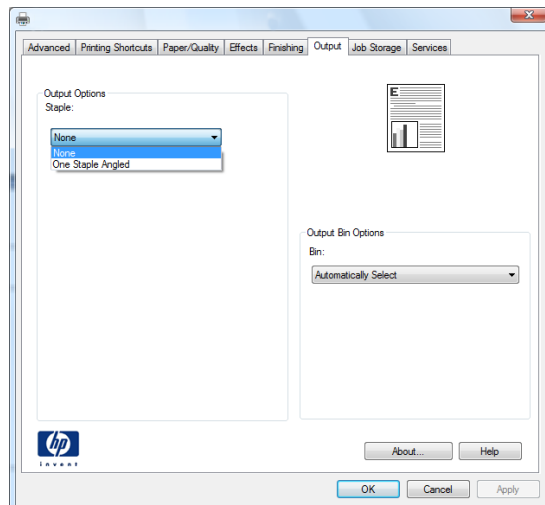 Advanced Printing Shortcuts Paper/Quality Effects Finishing Output Job Storage Services
Output Options
Staple:
None
None
One Staple Angled
E
Output Bin Options
Bin:
Automatically Select
hp
invent
About... Help
OK Cancel Apply